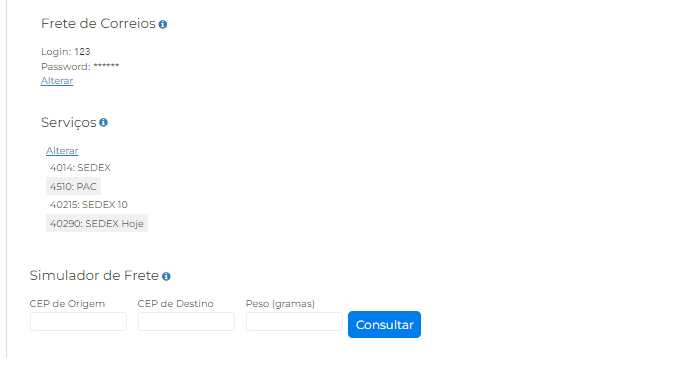 Frete de Correios
Login: 123
Password: ******
Alterar
Serviços
Alterar
4014: SEDEX
4510: PAC
40215: SEDEX 10
40290: SEDEX Hoje
Simulador de Frete
CEP de Origem CEP de Destino Peso (gramas)
Consultar